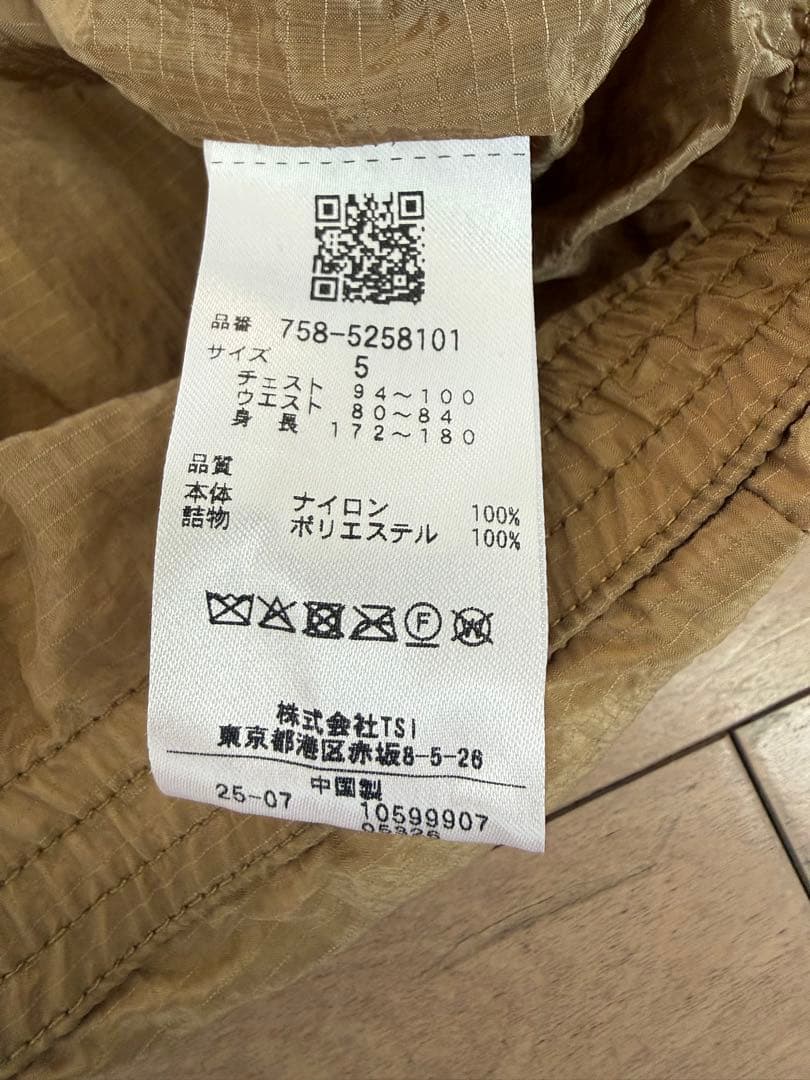 品番 758-5258101
サイズ 5
チェスト 94~100
ウエスト 80~84
身長 172~180
品質
本体 ナイロン 100%
詰物 ポリエステル 100%
F
W
株式会社TSI
東京都港区赤坂8-5-26
中国製
25-07 10599907